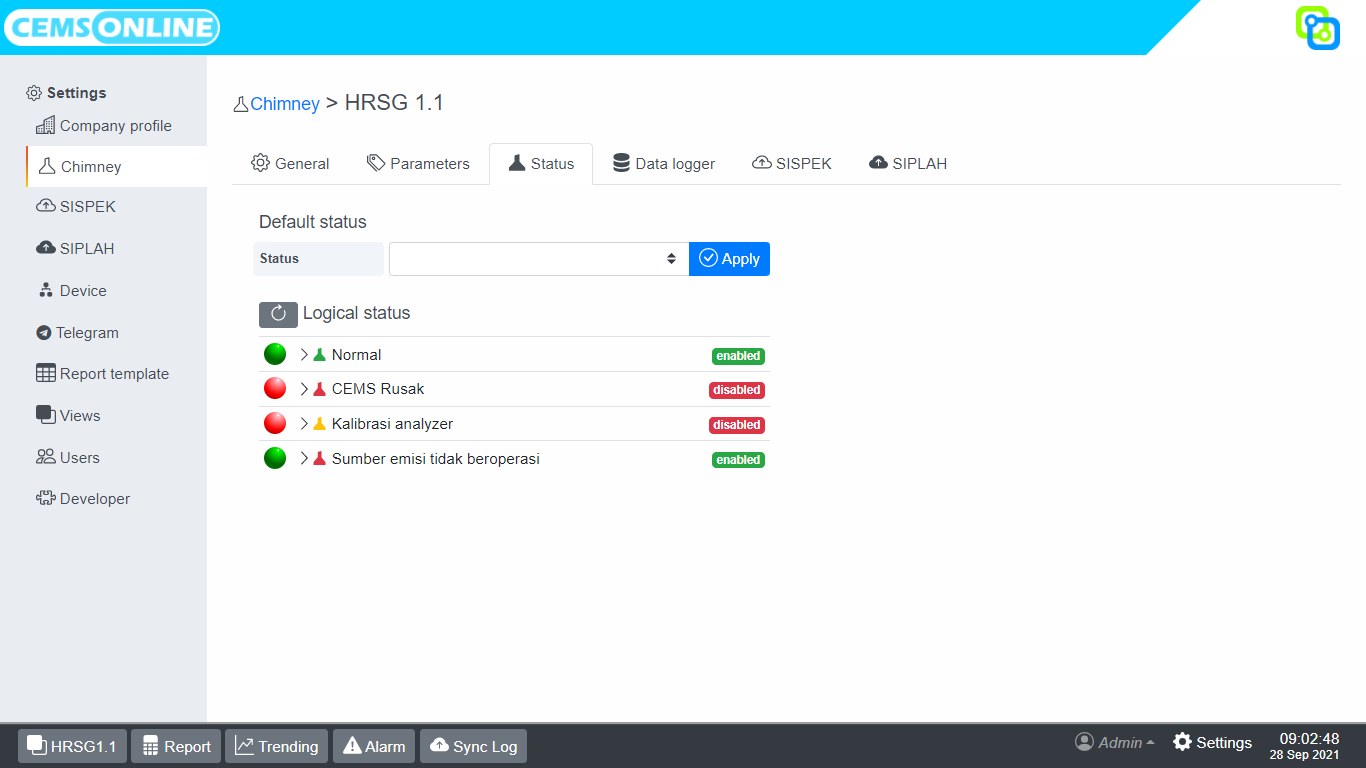 CEMSONLINE
Settings
Company profile
Chimney
SISPEK
SIPLAH
Device
Telegram
Report template
Views
Users
Developer
Chimney > HRSG 1.1
General Parameters Status Data logger SISPEK SIPLAH
Default status
Status Apply
Logical status
Normal enabled
CEMS Rusak disabled
Kalibrasi analyzer disabled
Sumber emisi tidak beroperasi enabled
HRSG1.1 Report Trending Alarm Sync Log Admin Settings 09:02:48
28 Sep 2021